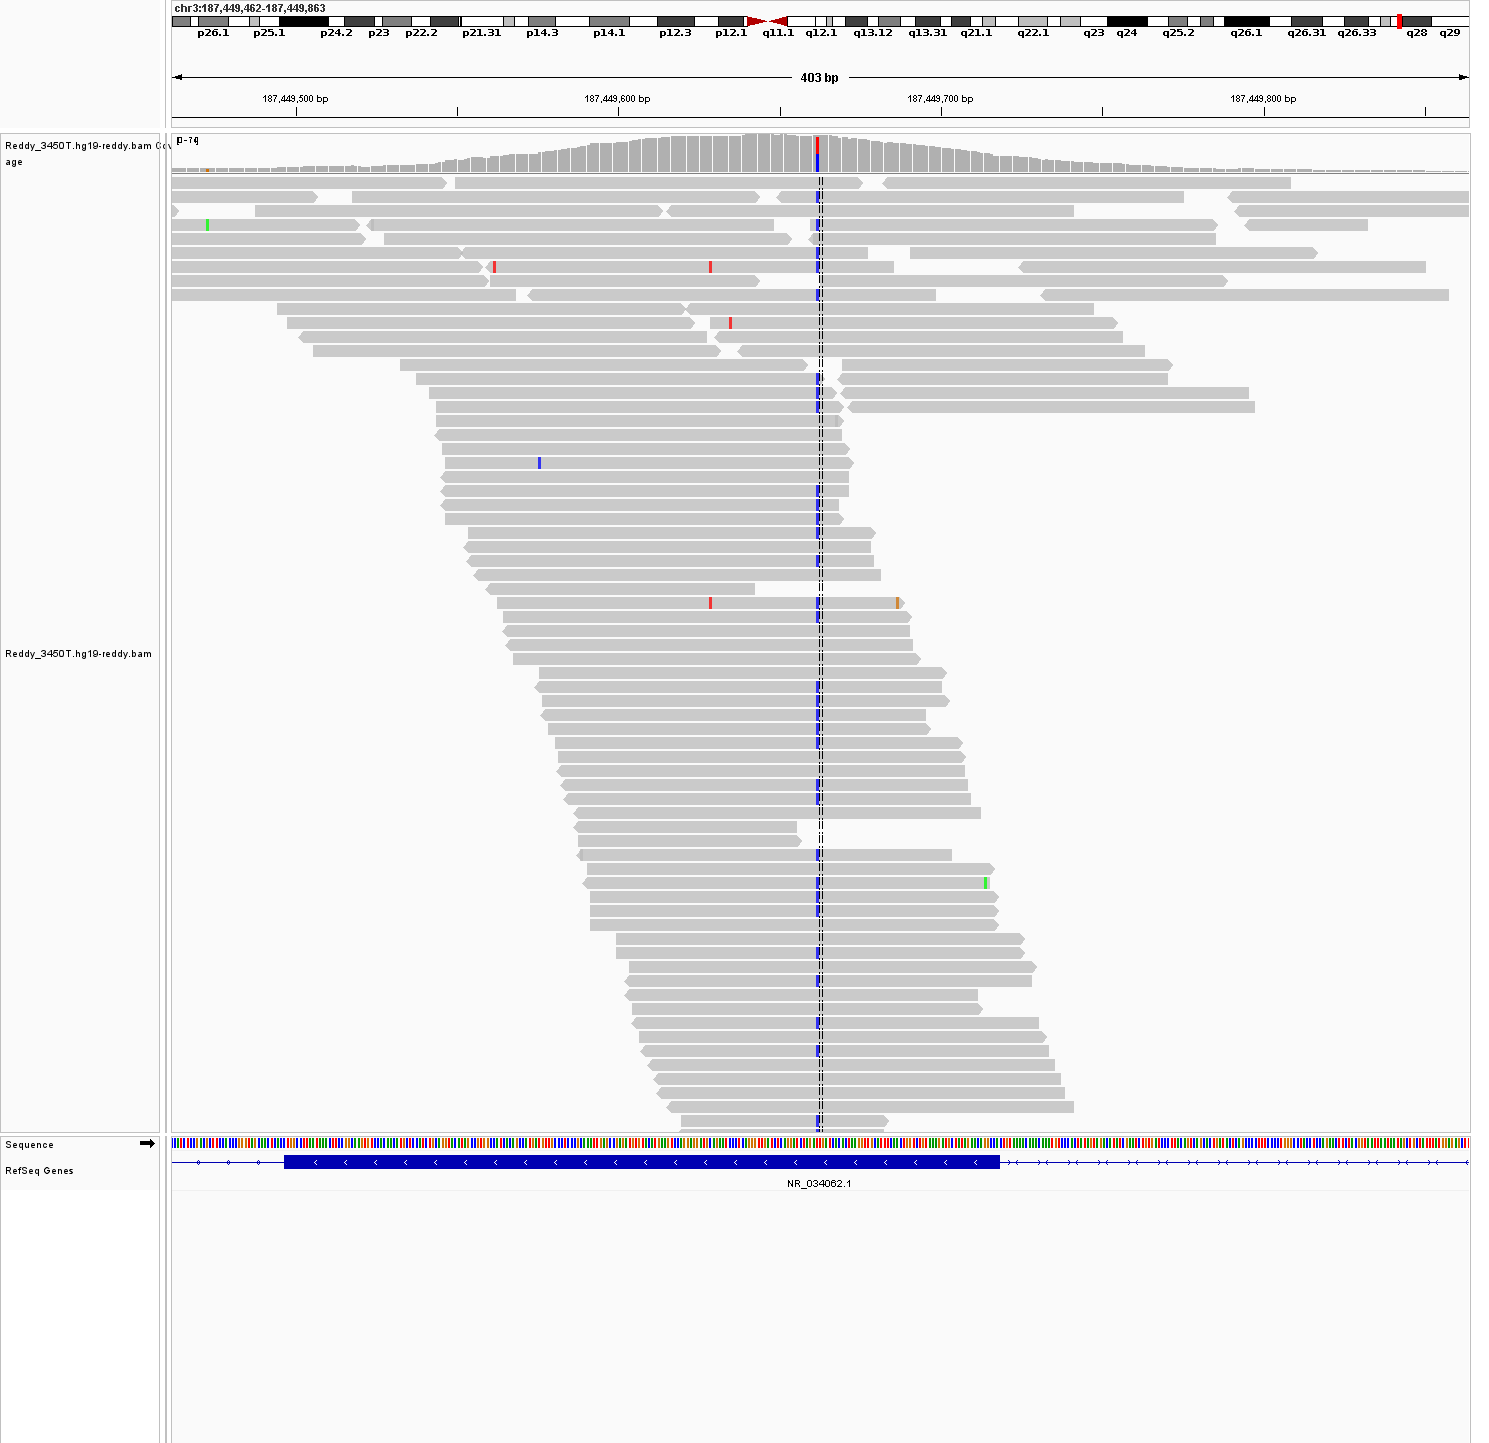 chr3:187,449,462-187,449,863
p26.1 p25.1 p24.2 p23 p22.2 p21.31 p14.3 p14.1 p12.3 p12.1 q11.1 q12.1 q13.12 q13.31 q21.1 q22.1 q23 q24 q25.2 q26.1 q26.31 q26.33 q28 q29
403 bp
187,449,500 bp 187,449,600 bp 187,449,700 bp 187,449,800 bp
Reddy_3450T.hg19-reddy.bam Cov
age
[0-74]
Reddy_3450T.hg19-reddy.bam
Sequence
RefSeq Genes
NR_034062.1